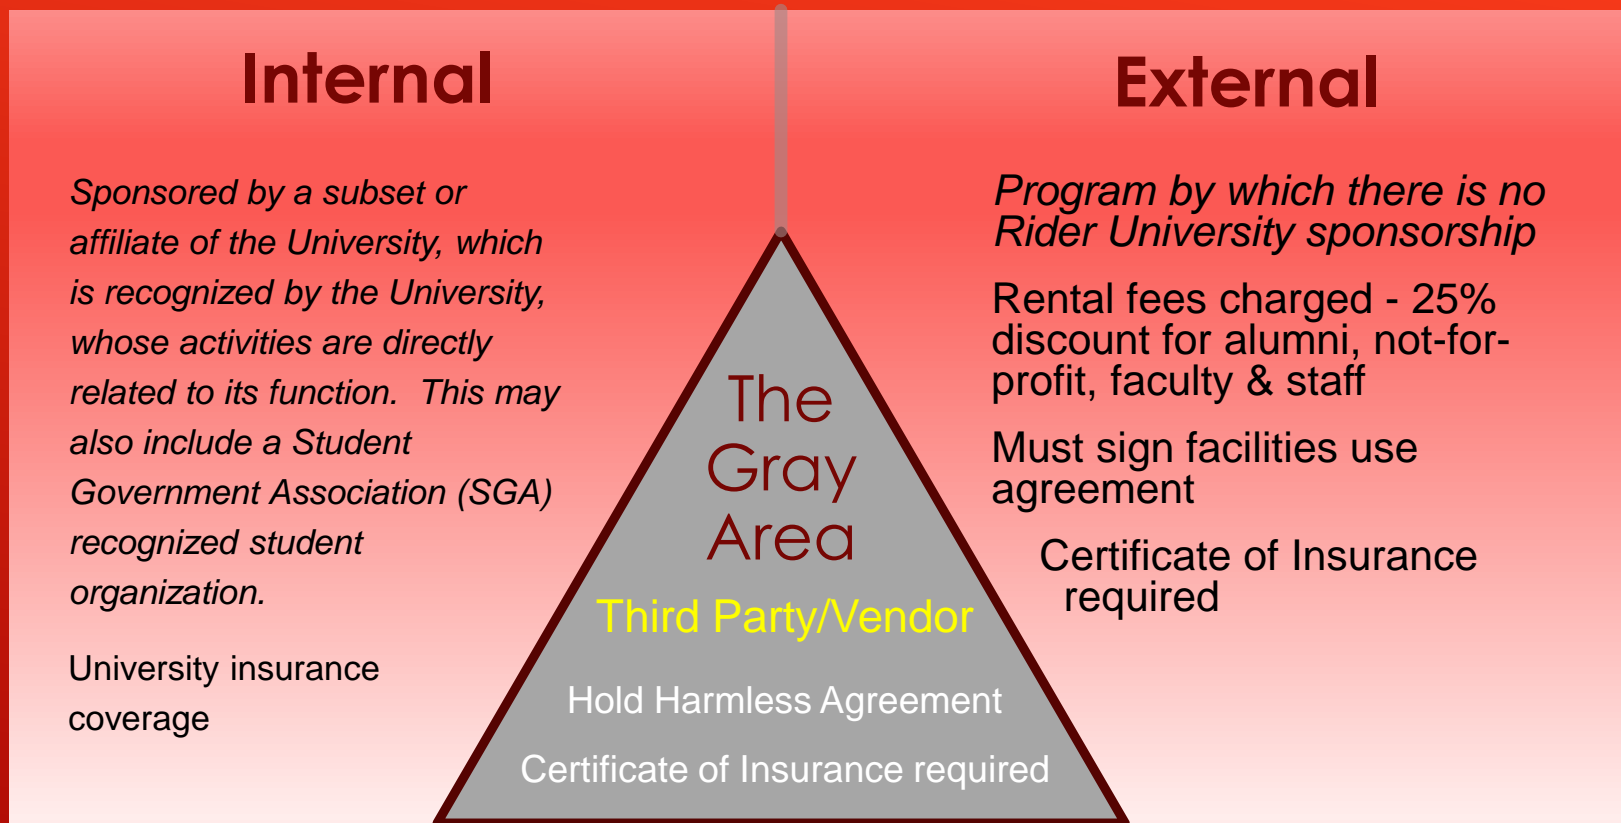 Internal
Sponsored by a subset or
affiliate of the University, which
is recognized by the University,
whose activities are directly
related to its function.  This may
also include a Student
Government Association (SGA)
recognized student
organization.
University insurance
coverage
The
Gray
Area
Third Party/Vendor
Hold Harmless Agreement
Certificate of Insurance required
External
Program by which there is no
Rider University sponsorship
Rental fees charged - 25%
discount for alumni, not-for-
profit, faculty & staff
Must sign facilities use
agreement
Certificate of Insurance
required